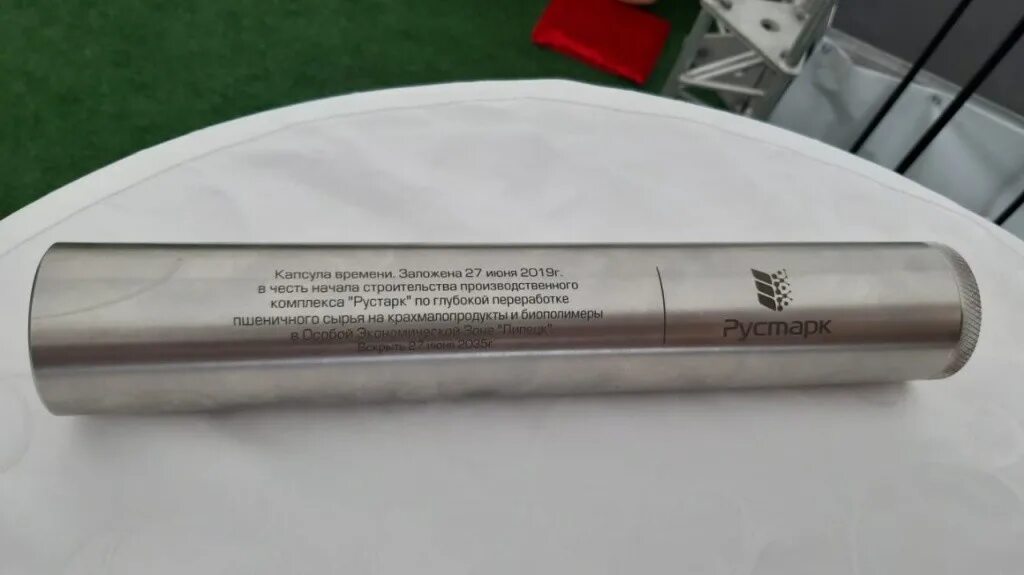 Капсула времени. Заложена 27 июня 2019г.
в честь начала строительства производственного
комплекса "Рустарк" по глубокой переработке
пшеничного сырья на крахмалопродукты и биополимеры
в Особой Экономической Зоне "Липецк".
Вскрыть 27 июня 2035г.
Рустарк